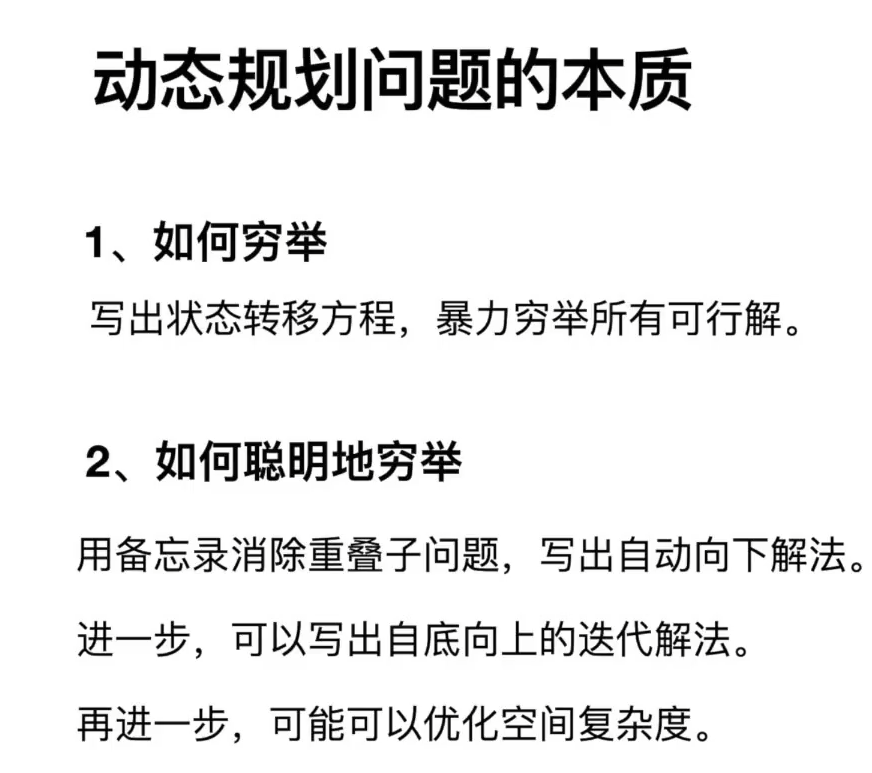 动态规划问题的本质
1、如何穷举
写出状态转移方程，暴力穷举所有可行解。
2、如何聪明地穷举
用备忘录消除重叠子问题，写出自动向下解法。
进一步，可以写出自底向上的迭代解法。
再进一步，可能可以优化空间复杂度。